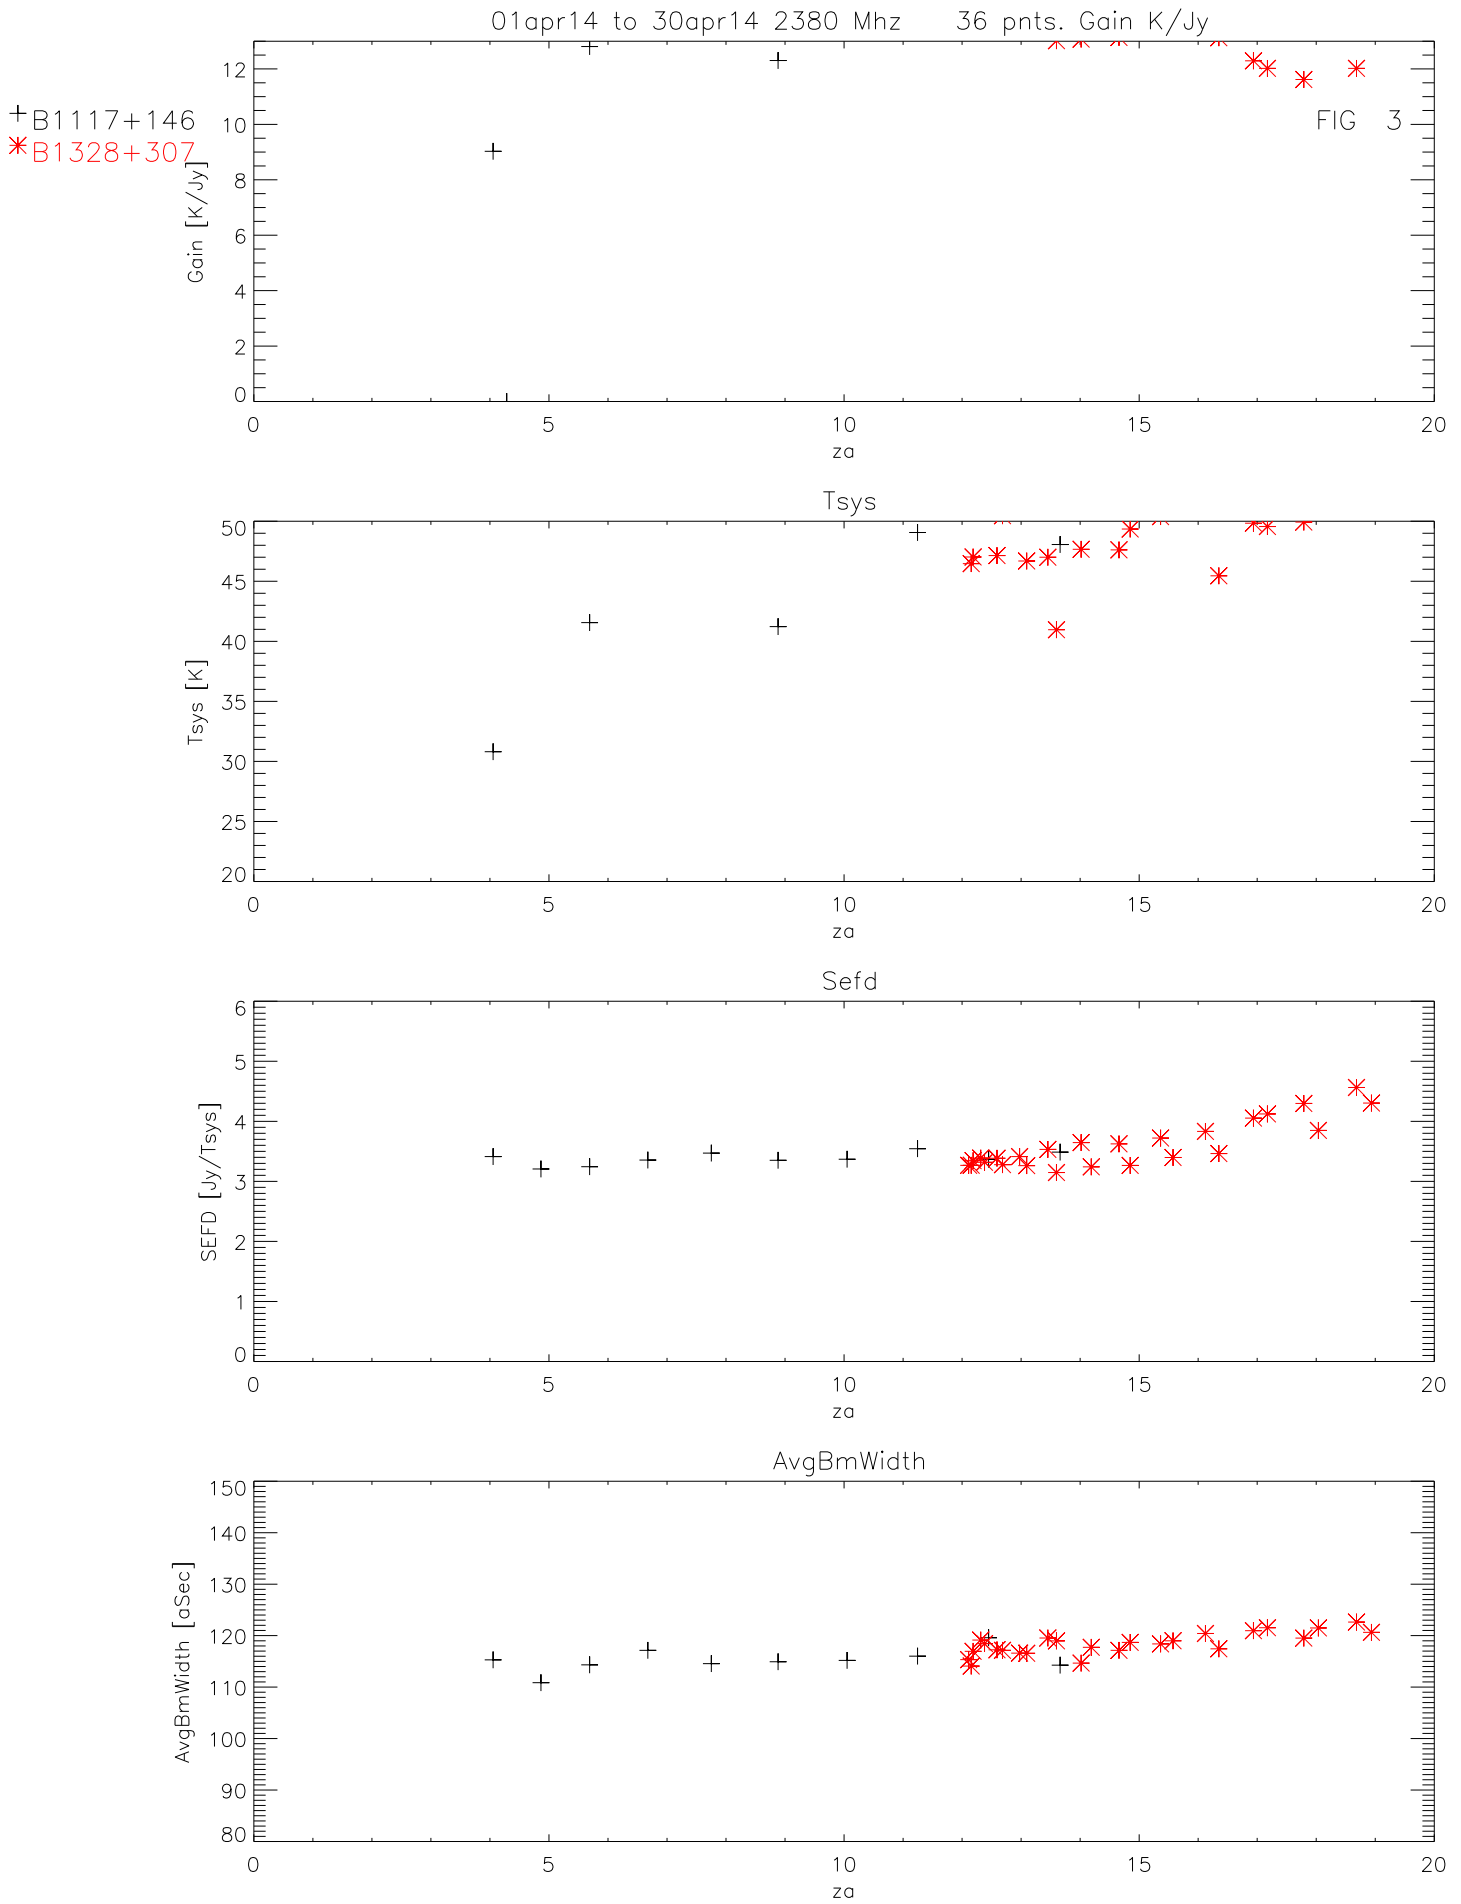 01apr14 to 30apr14 2380 Mhz 36 pnts. Gain K/Jy
+ B1117+146
* B1328+307
FIG 3
Gain [K/Jy]
12
10
8
6
4
2
0
0 5 10 15 20
za
Tsys
Tsys [K]
50
45
40
35
30
25
20
0 5 10 15 20
za
Sefd
SEFD [Jy/Tsys]
6
5
4
3
2
1
0
0 5 10 15 20
za
AvgBmWidth
AvgBmWidth [aSec]
150
140
130
120
110
100
90
80
0 5 10 15 20
za